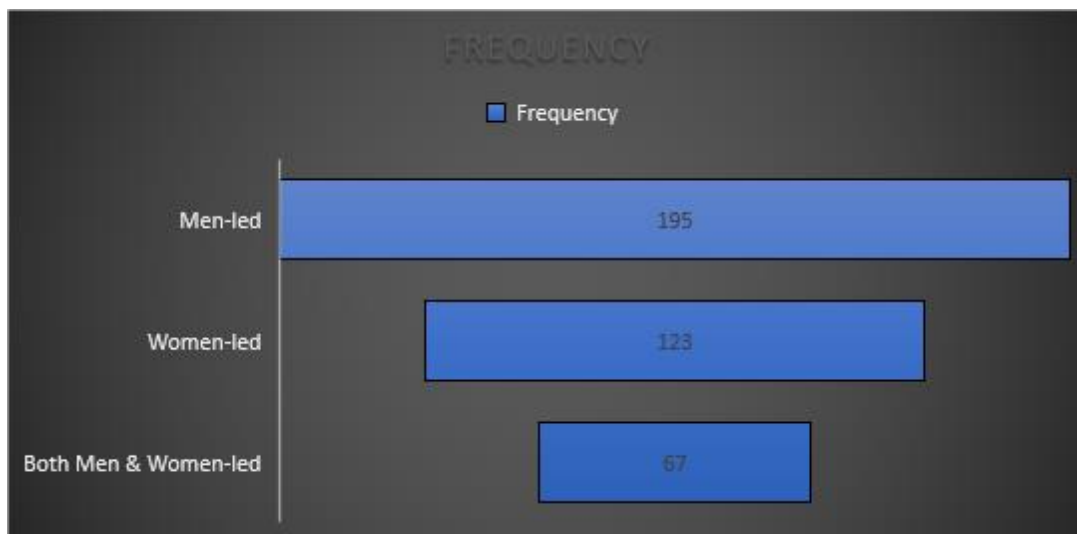 FREQUENCY
Frequency
Men-led
195
Women-led
123
Both Men & Women-led
67